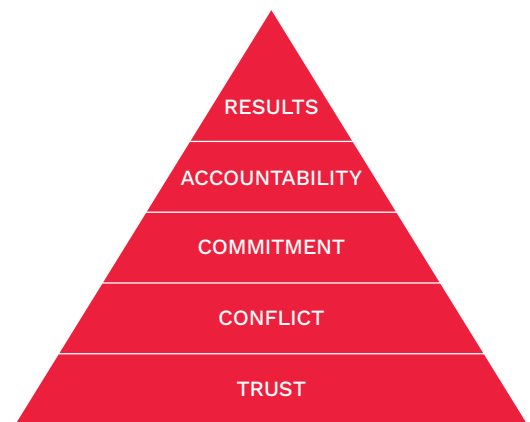 RESULTS
ACCOUNTABILITY
COMMITMENT
CONFLICT
TRUST